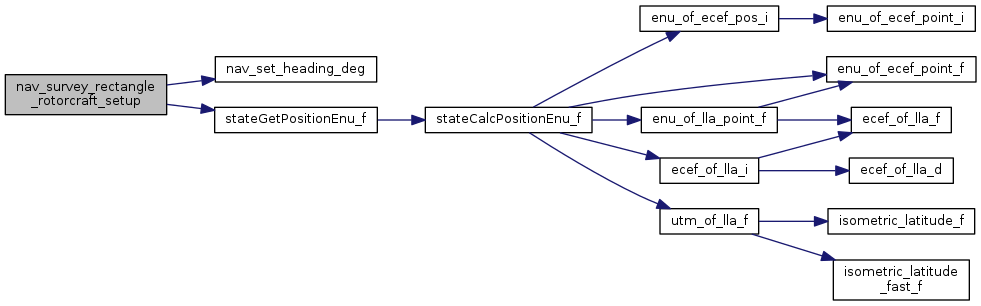 nav_survey_rectangle
_rotorcraft_setup
nav_set_heading_deg
stateGetPositionEnu_f
stateCalcPositionEnu_f
enu_of_ecef_pos_i
enu_of_ecef_point_i
enu_of_ecef_point_f
enu_of_lla_point_f
ecef_of_lla_f
ecef_of_lla_i
ecef_of_lla_d
utm_of_lla_f
isometric_latitude_f
isometric_latitude
_fast_f